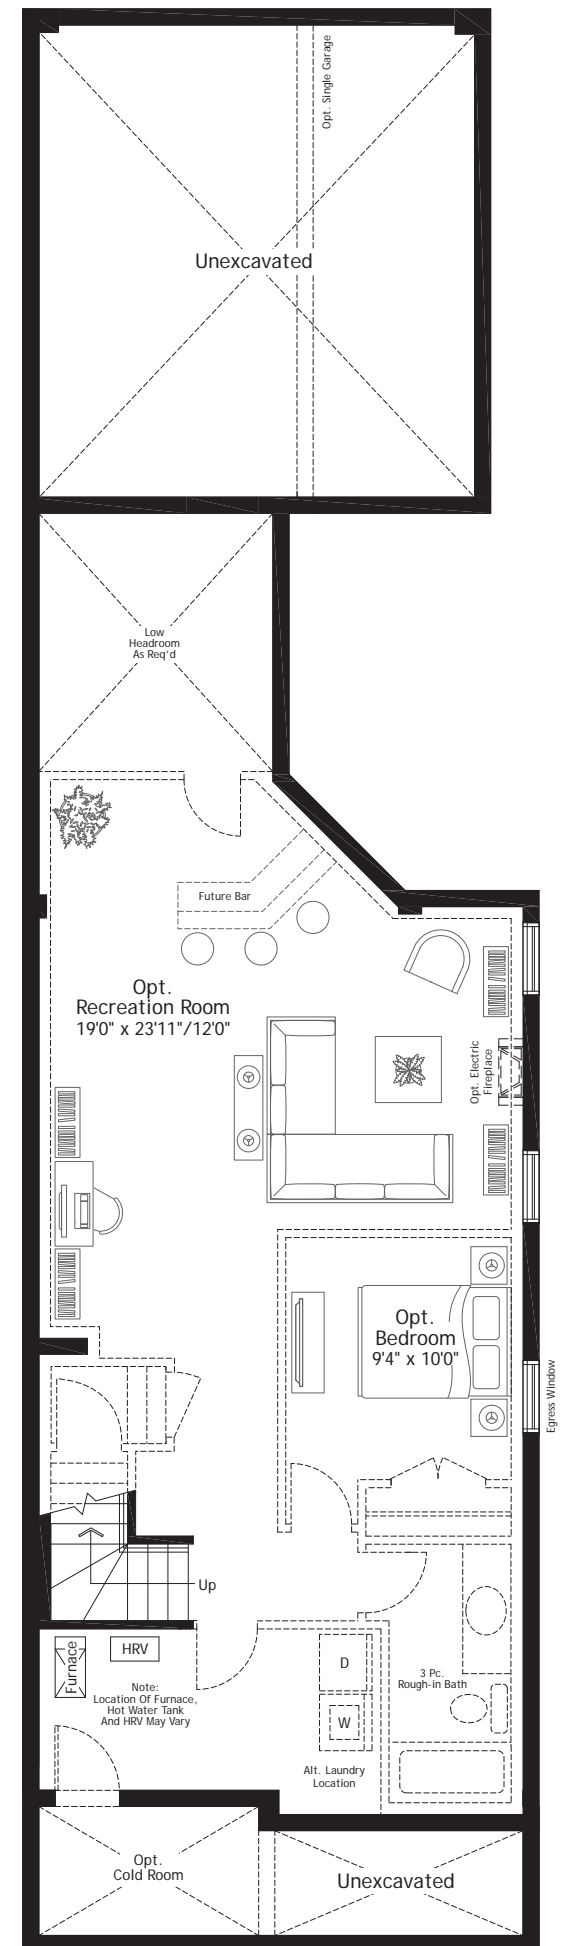 Opt. Single Garage
Unexcavated
Low
Headroom
As Req'd
Future Bar
Opt.
Recreation Room
19'0" x 23'11"/12'0"
Opt. Electric
Fireplace
Opt.
Bedroom
9'4" x 10'0"
Egress Window
Up
Furnace
HRV
Note:
Location Of Furnace,
Hot Water Tank
And HRV May Vary
D
W
3 Pc.
Rough-in Bath
Alt. Laundry
Location
Opt.
Cold Room
Unexcavated